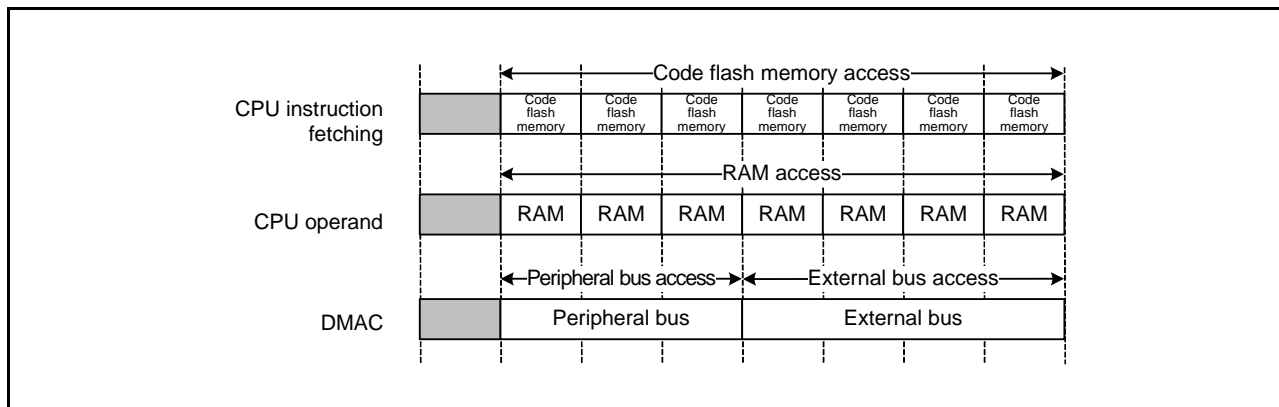 Code flash memory access
CPU instruction
fetching
Code
flash
memory
Code
flash
memory
Code
flash
memory
Code
flash
memory
Code
flash
memory
Code
flash
memory
Code
flash
memory
RAM access
CPU operand
RAM
RAM
RAM
RAM
RAM
RAM
RAM
Peripheral bus access
External bus access
DMAC
Peripheral bus
External bus